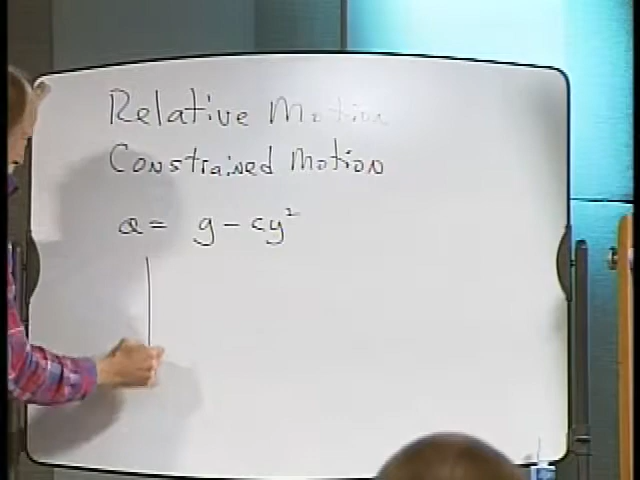 Relative Motion
Constrained Motion
a = g - cy²